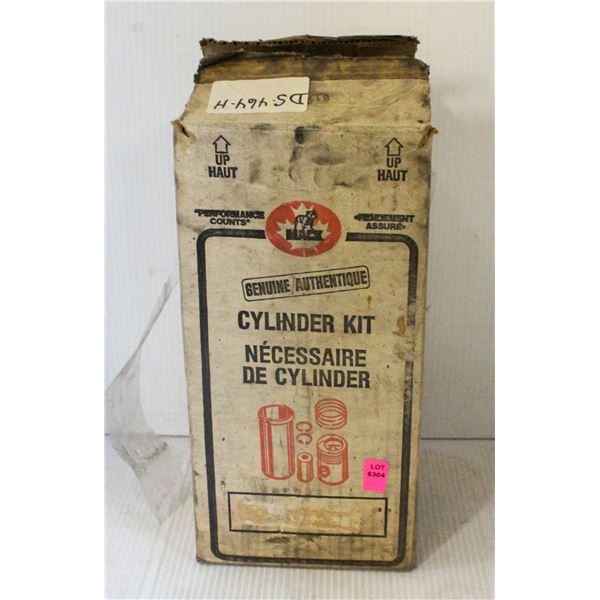 DS-464-H
UP
HAUT
UP
HAUT
"PERFORMANCE
COUNTS"
MACK
«RENDEMENT
ASSURÉ»
GENUINE/AUTHENTIQUE
CYLINDER KIT
NÉCESSAIRE
DE CYLINDER
LOT
6304